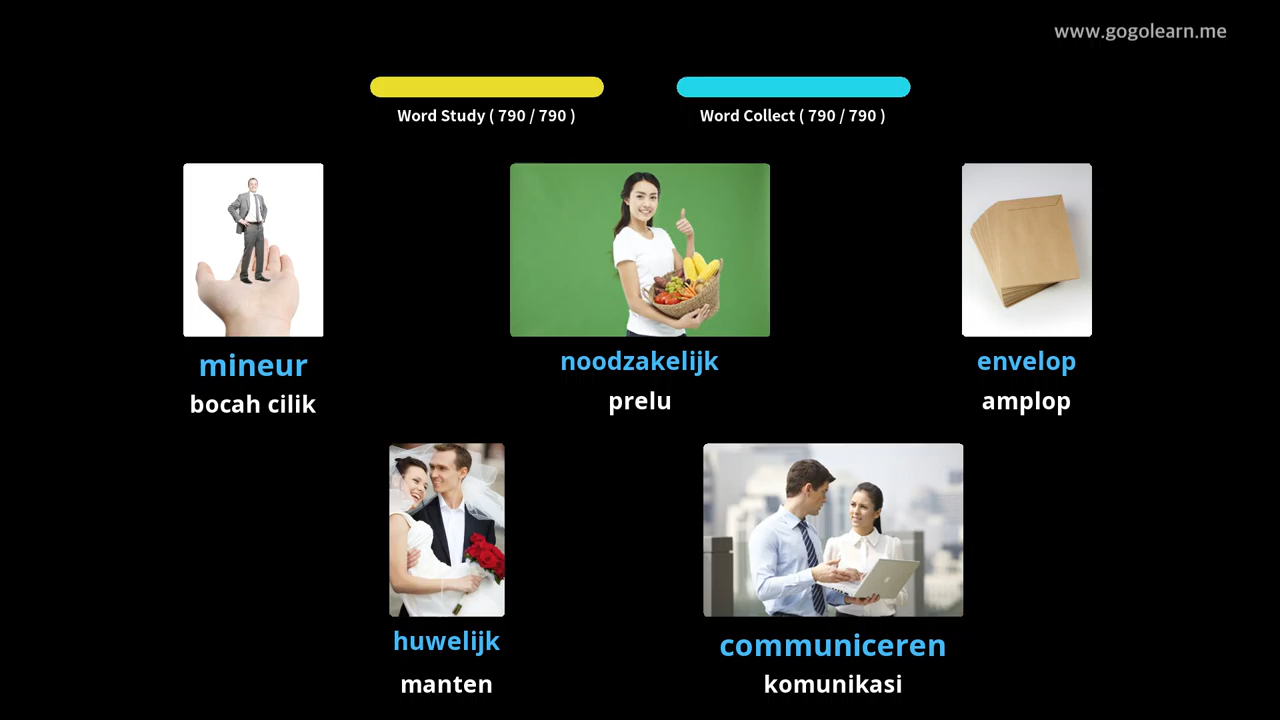 www.gogolearn.me
Word Study ( 790 / 790 )
Word Collect ( 790 / 790 )
mineur
bocah cilik
noodzakelijk
prelu
envelop
amplop
huwelijk
manten
communiceren
komunikasi